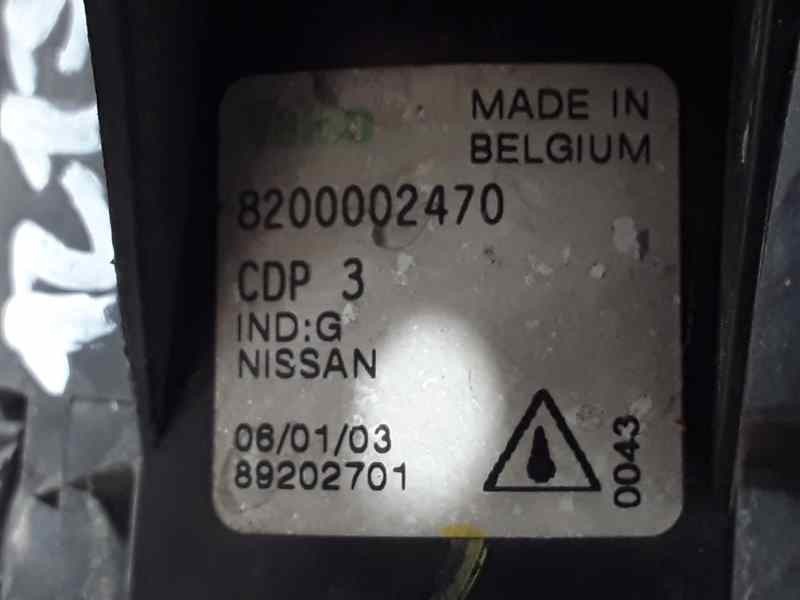 MADE IN
BELGIUM
8200002470
CDP 3
IND:G
NISSAN
06/01/03
89202701
0043